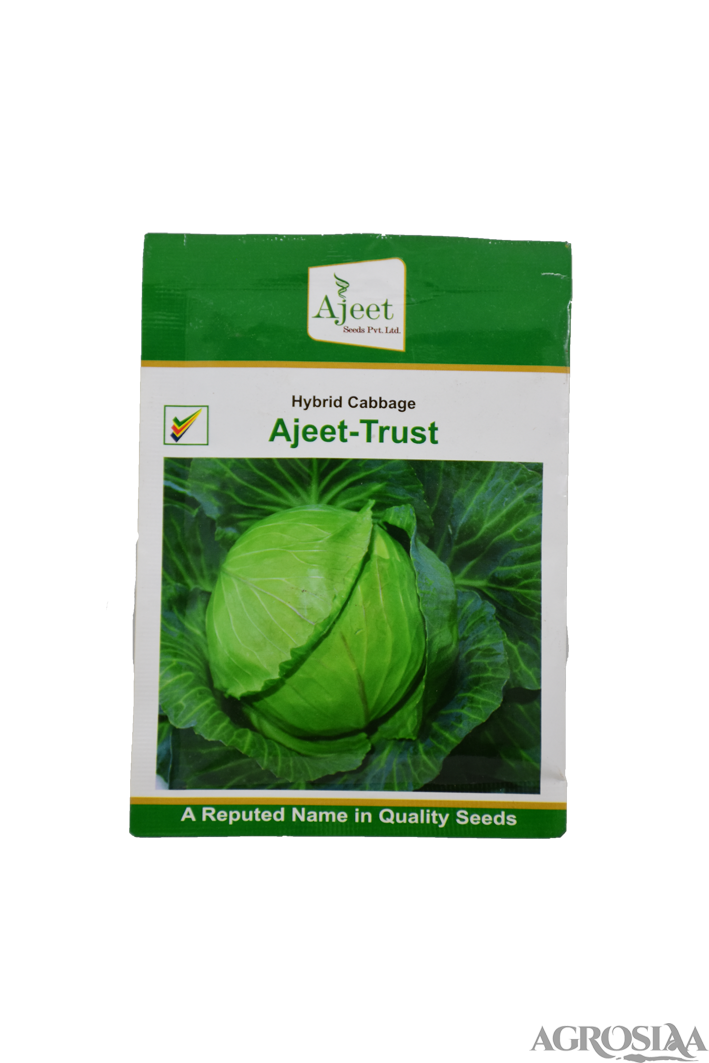 Ajeet
Seeds Pvt. Ltd.
Hybrid Cabbage
Ajeet-Trust
A Reputed Name in Quality Seeds
AGROSIAA